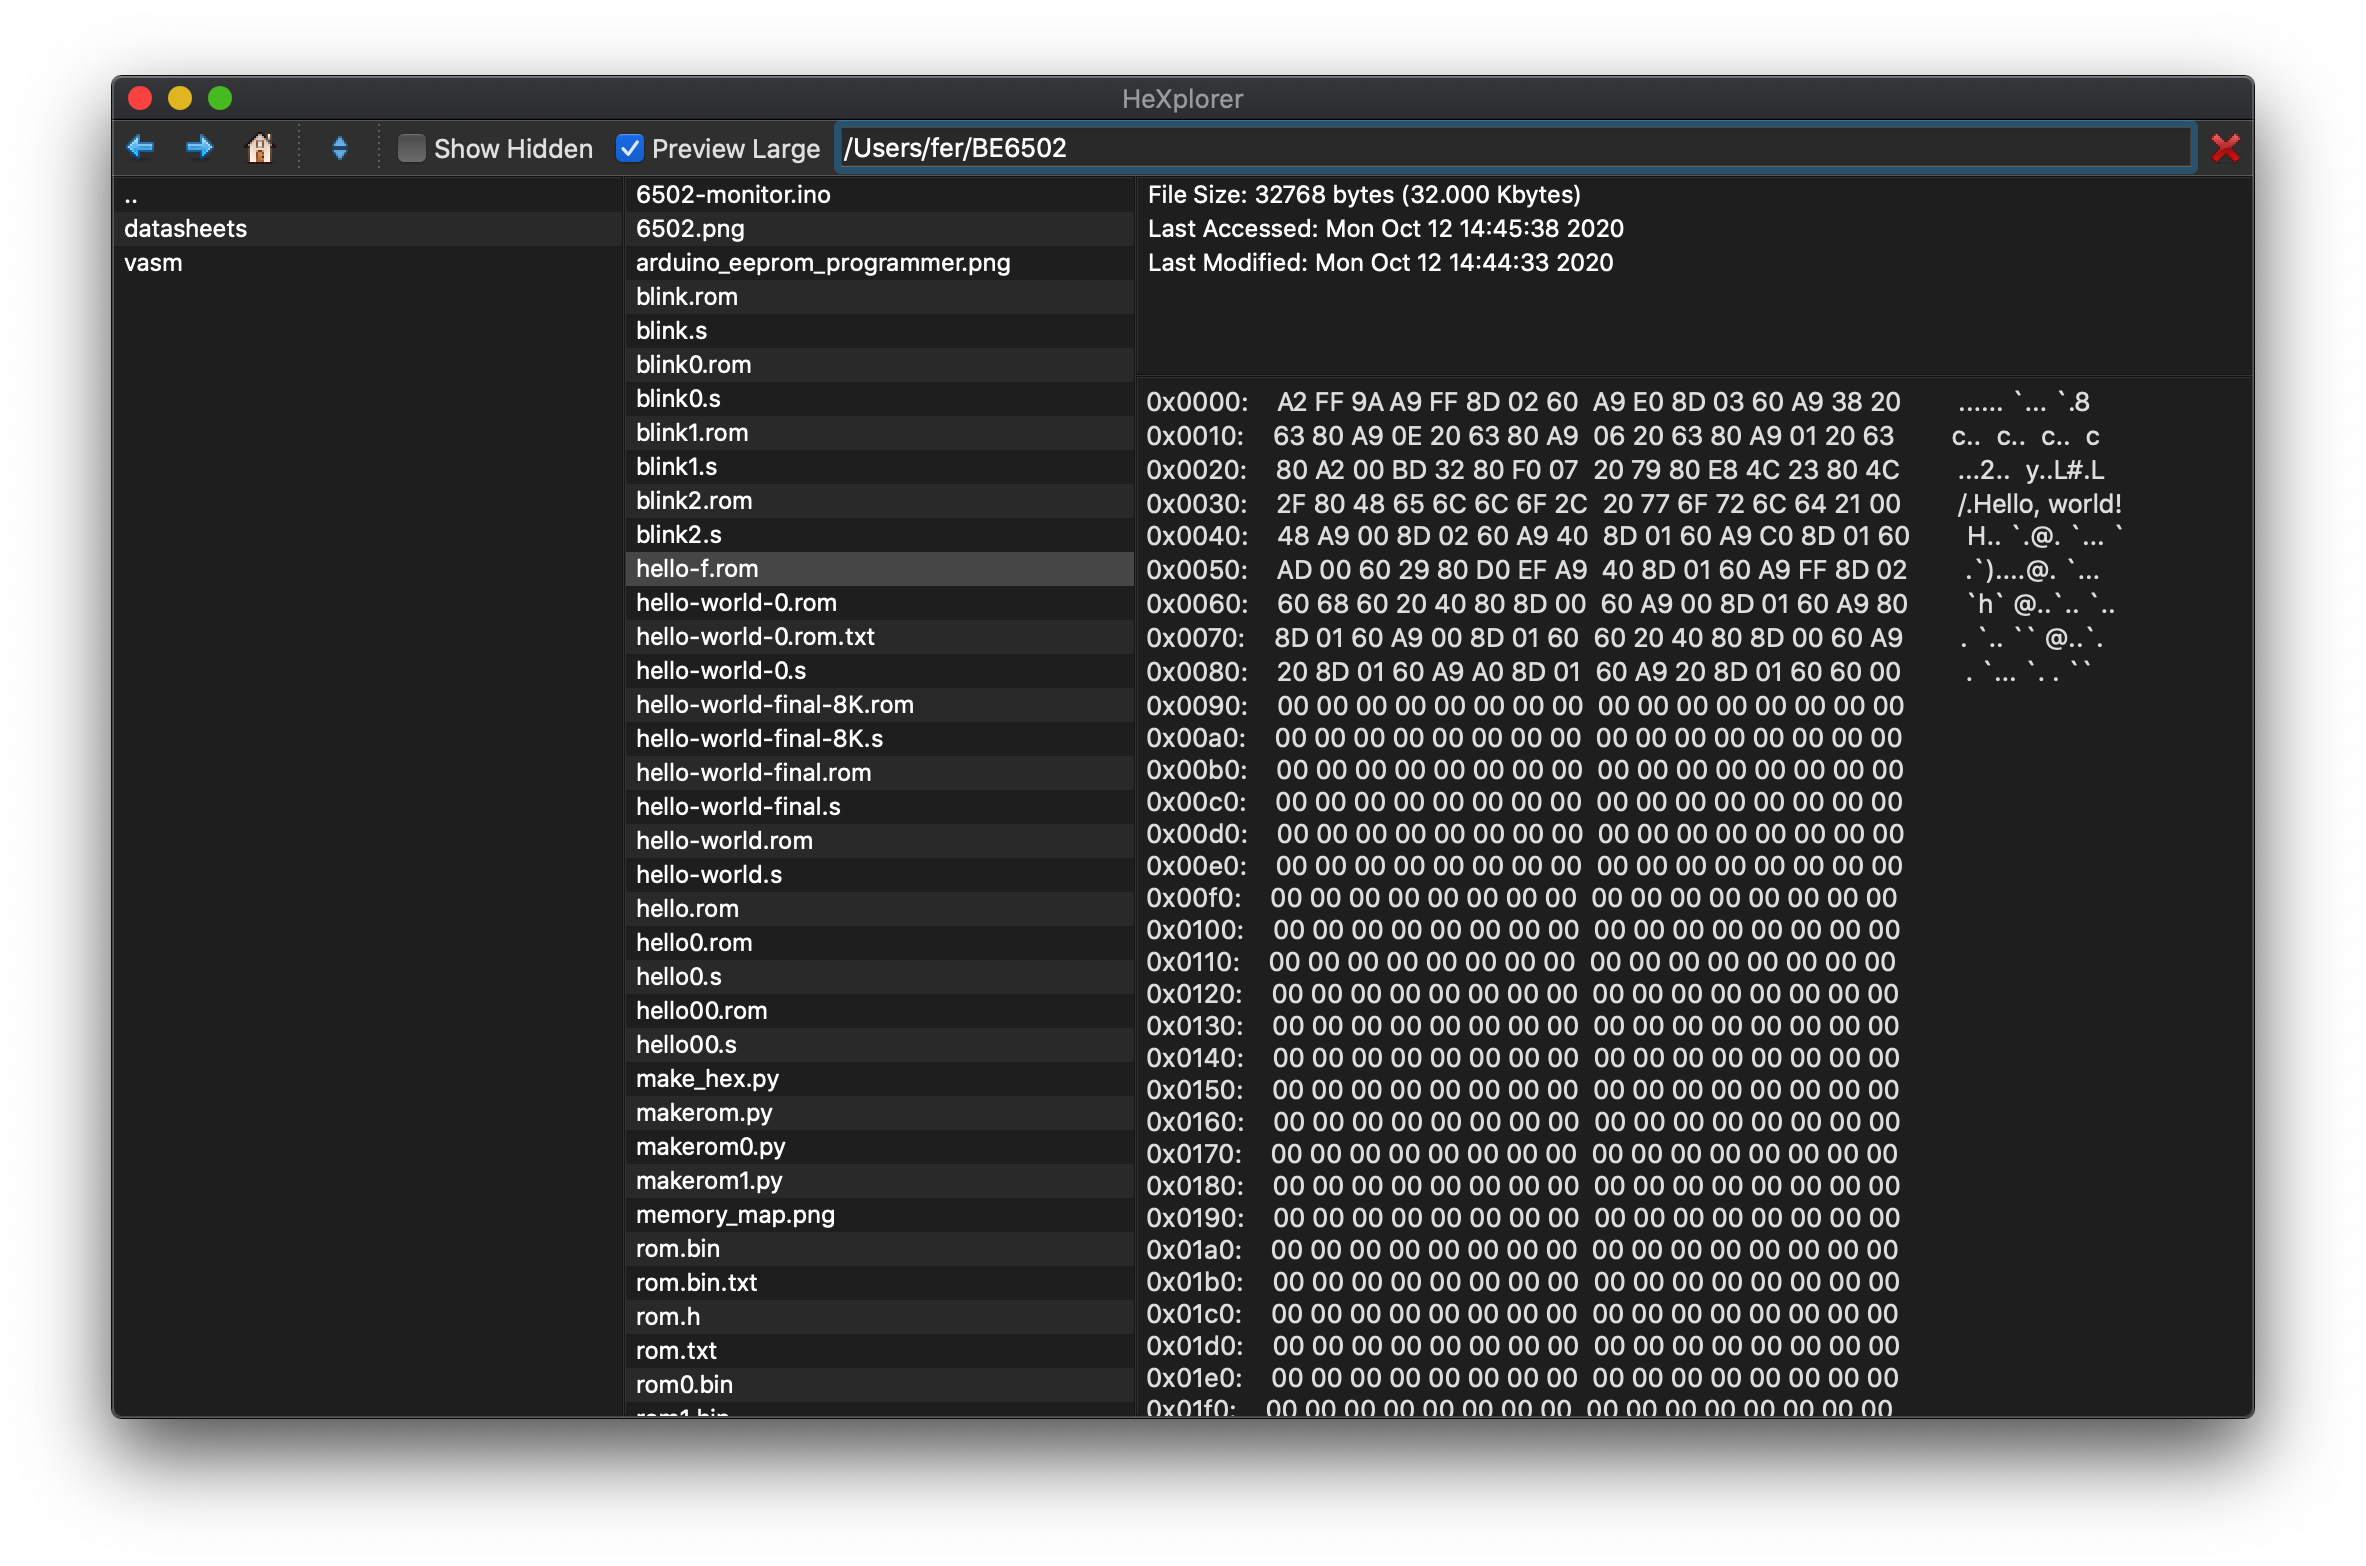 HeXplorer
Show Hidden Preview Large /Users/fer/BE6502
..
datasheets
vasm
6502-monitor.ino
6502.png
arduino_eeprom_programmer.png
blink.rom
blink.s
blink0.rom
blink0.s
blink1.rom
blink1.s
blink2.rom
blink2.s
hello-f.rom
hello-world-0.rom
hello-world-0.rom.txt
hello-world-0.s
hello-world-final-8K.rom
hello-world-final-8K.s
hello-world-final.rom
hello-world-final.s
hello-world.rom
hello-world.s
hello.rom
hello0.rom
hello0.s
hello00.rom
hello00.s
make_hex.py
makerom.py
makerom0.py
makerom1.py
memory_map.png
rom.bin
rom.bin.txt
rom.h
rom.txt
rom0.bin
rom1.bin
File Size: 32768 bytes (32.000 Kbytes)
Last Accessed: Mon Oct 12 14:45:38 2020
Last Modified: Mon Oct 12 14:44:33 2020
0x0000: A2 FF 9A A9 FF 8D 02 60 A9 E0 8D 03 60 A9 38 20 ...... `... `.8
0x0010: 63 80 A9 0E 20 63 80 A9 06 20 63 80 A9 01 20 63 c.. c.. c.. c
0x0020: 80 A2 00 BD 32 80 F0 07 20 79 80 E8 4C 23 80 4C ...2.. y..L#.L
0x0030: 2F 80 48 65 6C 6C 6F 2C 20 77 6F 72 6C 64 21 00 /.Hello, world!
0x0040: 48 A9 00 8D 02 60 A9 40 8D 01 60 A9 C0 8D 01 60 H.. `.@. `... `
0x0050: AD 00 60 29 80 D0 EF A9 40 8D 01 60 A9 FF 8D 02 .`)....@. `...
0x0060: 60 68 60 20 40 80 8D 00 60 A9 00 8D 01 60 A9 80 `h` @..`.. `..
0x0070: 8D 01 60 A9 00 8D 01 60 60 20 40 80 8D 00 60 A9 . `.. `` @..`.
0x0080: 20 8D 01 60 A9 A0 8D 01 60 A9 20 8D 01 60 60 00 . `... `. . ``
0x0090: 00 00 00 00 00 00 00 00 00 00 00 00 00 00 00 00
0x00a0: 00 00 00 00 00 00 00 00 00 00 00 00 00 00 00 00
0x00b0: 00 00 00 00 00 00 00 00 00 00 00 00 00 00 00 00
0x00c0: 00 00 00 00 00 00 00 00 00 00 00 00 00 00 00 00
0x00d0: 00 00 00 00 00 00 00 00 00 00 00 00 00 00 00 00
0x00e0: 00 00 00 00 00 00 00 00 00 00 00 00 00 00 00 00
0x00f0: 00 00 00 00 00 00 00 00 00 00 00 00 00 00 00 00
0x0100: 00 00 00 00 00 00 00 00 00 00 00 00 00 00 00 00
0x0110: 00 00 00 00 00 00 00 00 00 00 00 00 00 00 00 00
0x0120: 00 00 00 00 00 00 00 00 00 00 00 00 00 00 00 00
0x0130: 00 00 00 00 00 00 00 00 00 00 00 00 00 00 00 00
0x0140: 00 00 00 00 00 00 00 00 00 00 00 00 00 00 00 00
0x0150: 00 00 00 00 00 00 00 00 00 00 00 00 00 00 00 00
0x0160: 00 00 00 00 00 00 00 00 00 00 00 00 00 00 00 00
0x0170: 00 00 00 00 00 00 00 00 00 00 00 00 00 00 00 00
0x0180: 00 00 00 00 00 00 00 00 00 00 00 00 00 00 00 00
0x0190: 00 00 00 00 00 00 00 00 00 00 00 00 00 00 00 00
0x01a0: 00 00 00 00 00 00 00 00 00 00 00 00 00 00 00 00
0x01b0: 00 00 00 00 00 00 00 00 00 00 00 00 00 00 00 00
0x01c0: 00 00 00 00 00 00 00 00 00 00 00 00 00 00 00 00
0x01d0: 00 00 00 00 00 00 00 00 00 00 00 00 00 00 00 00
0x01e0: 00 00 00 00 00 00 00 00 00 00 00 00 00 00 00 00
0x01f0: 00 00 00 00 00 00 00 00 00 00 00 00 00 00 00 00